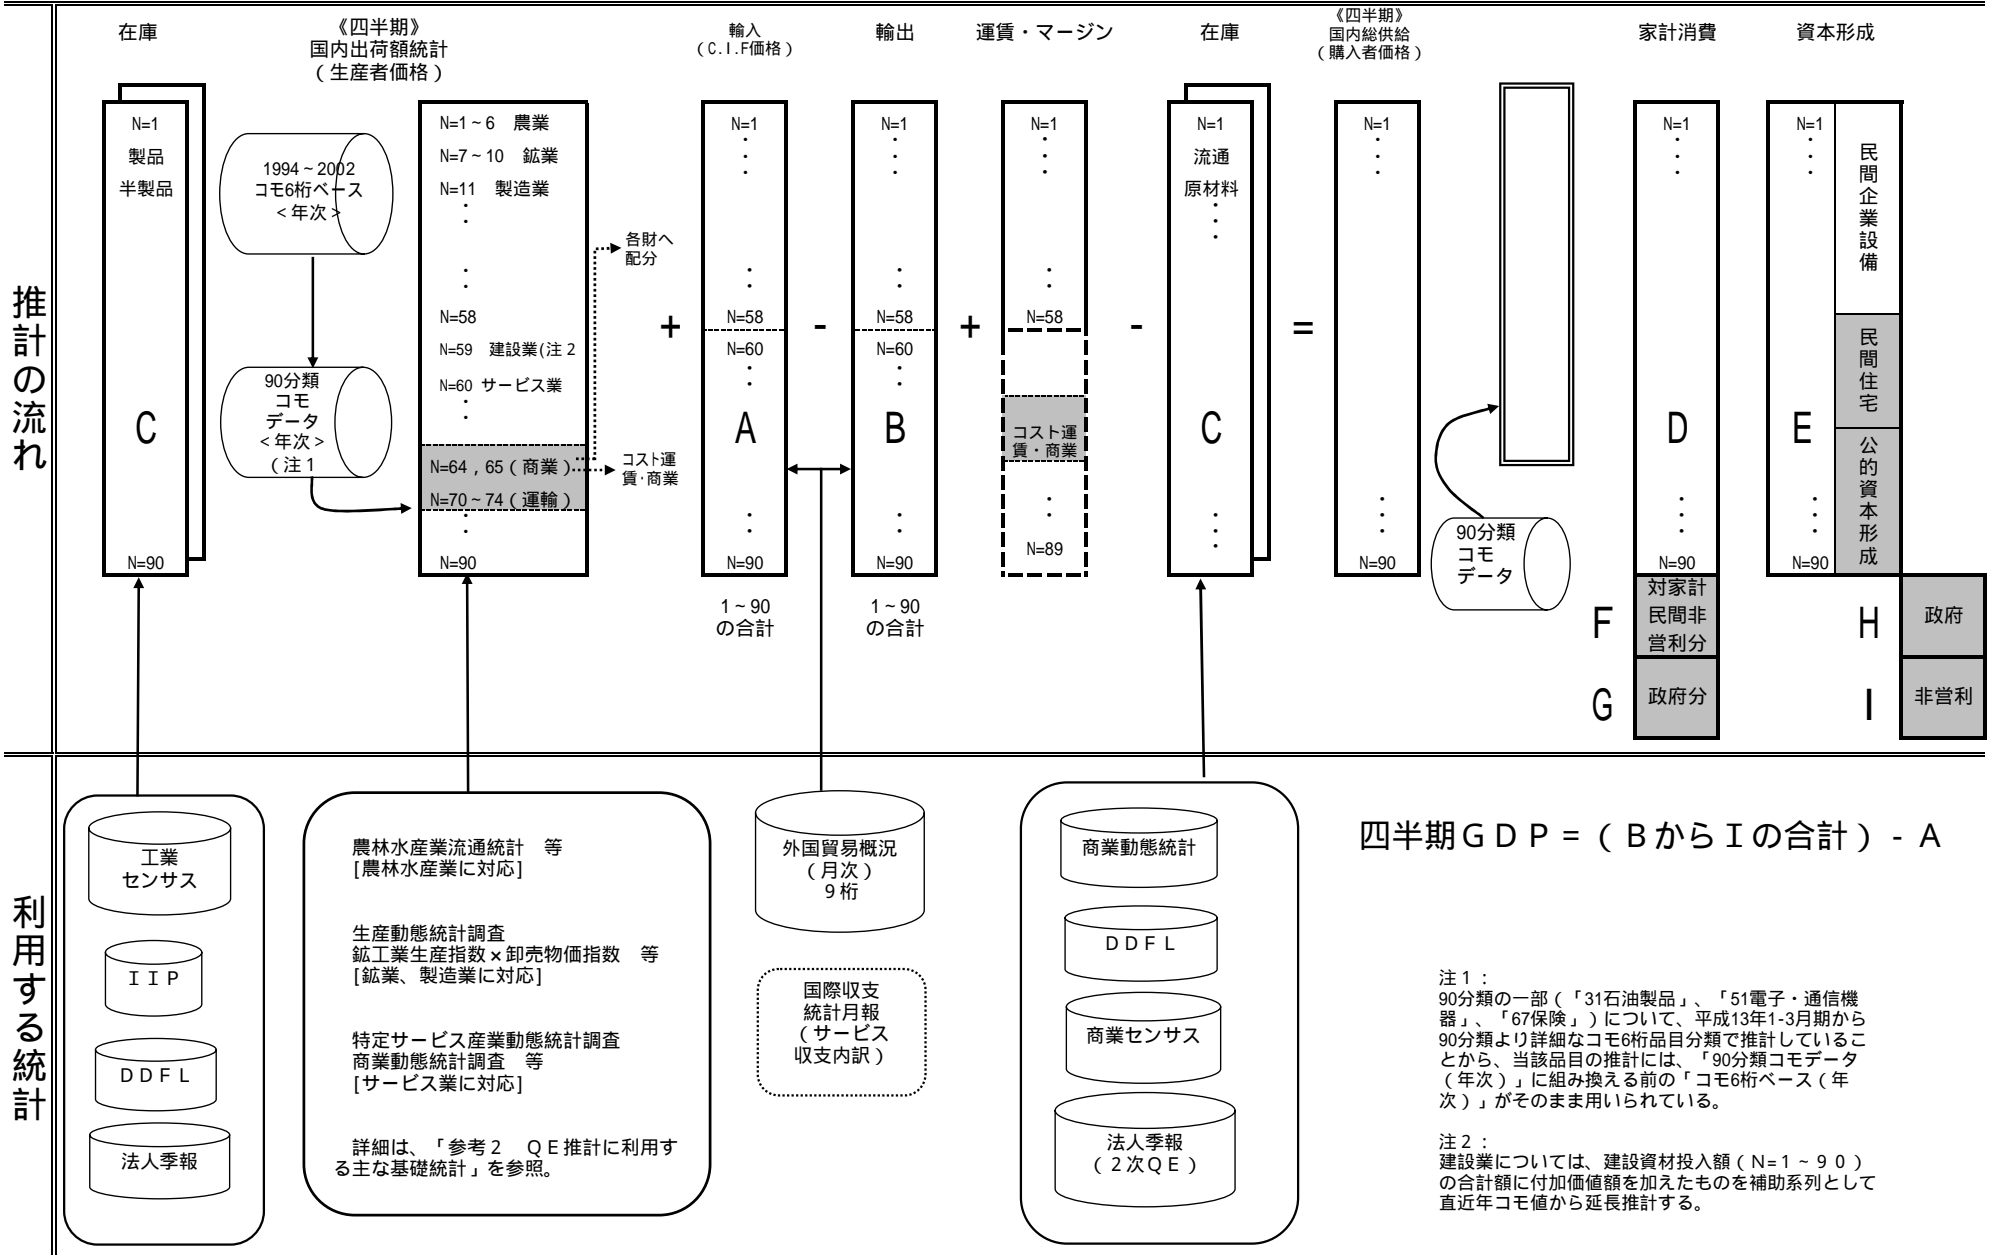 在庫
《四半期》
国内出荷額統計
(生産者価格)
輸入
(C.I.F価格)
輸出
運賃・マージン
在庫
《四半期》
国内総供給
(購入者価格)
家計消費
資本形成
推計の流れ
N=1
製品
半製品
C
N=90
1994~2002
コモ6桁ベース
<年次>
90分類
コモ
データ
<年次>
(注1
N=1~6 農業
N=7~10 鉱業
N=11 製造業
N=58
N=59 建設業(注2
N=60 サービス業
N=64,65(商業)
N=70~74(運輸)
N=90
各財へ
配分
コスト運
賃・商業
+
N=1
N=58
N=60
A
N=90
1~90
の合計
-
N=1
N=58
N=60
B
N=90
1~90
の合計
+
N=1
N=58
コスト運
賃・商業
N=89
-
N=1
流通
原材料
C
N=90
=
N=1
N=90
90分類
コモ
データ
N=1
D
N=90
対家計
民間非
営利分
F
政府分
G
N=1
E
N=90
民間企業設備
民間住宅
公的資本形成
H
政府
I
非営利
利用する統計
工業
センサス
IIP
DDFL
法人季報
農林水産業流通統計 等
[農林水産業に対応]
生産動態統計調査
鉱工業生産指数×卸売物価指数 等
[鉱業、製造業に対応]
特定サービス産業動態統計調査
商業動態統計調査 等
[サービス業に対応]
詳細は、「参考2 QE推計に利用す
る主な基礎統計」を参照。
外国貿易概況
(月次)
9桁
国際収支
統計月報
(サービス
収支内訳)
商業動態統計
DDFL
商業センサス
法人季報
(2次QE)
四半期GDP=(BからIの合計)-A
注1:
90分類の一部(「31石油製品」、「51電子・通信機
器」、「67保険」)について、平成13年1-3月期から
90分類より詳細なコモ6桁品目分類で推計しているこ
とから、当該品目の推計には、「90分類コモデータ
(年次)」に組み換える前の「コモ6桁ベース(年
次)」がそのまま用いられている。
注2:
建設業については、建設資材投入額(N=1~90)
の合計額に付加価値額を加えたものを補助系列として
直近年コモ値から延長推計する。